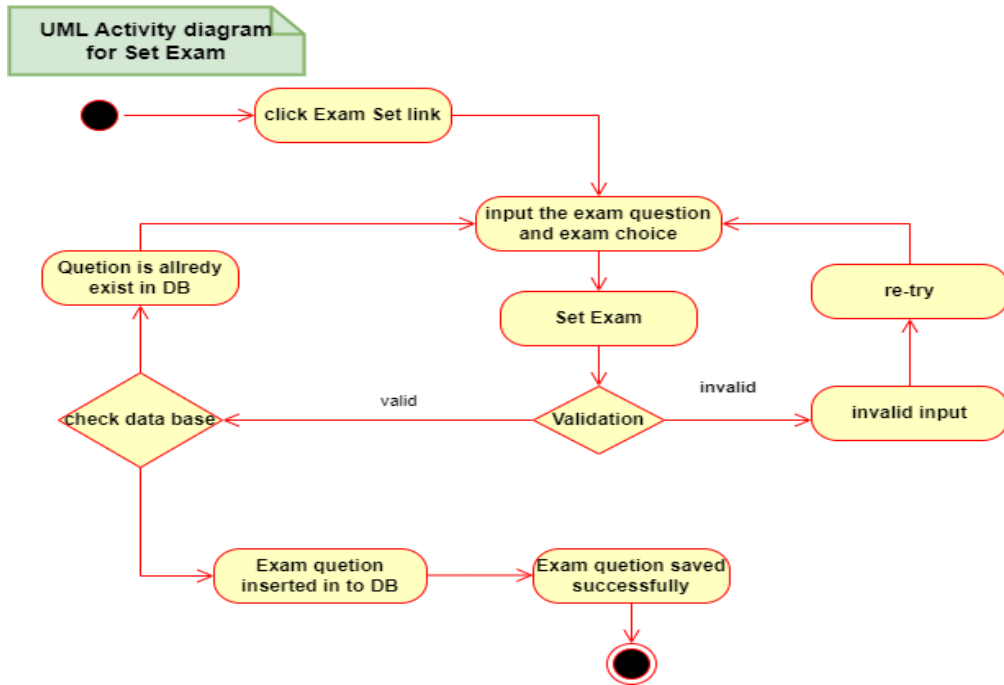 UML Activity diagram
for Set Exam
click Exam Set link
input the exam question
and exam choice
Quetion is allredy
exist in DB
re-try
Set Exam
valid
invalid
check data base
Validation
invalid input
Exam quetion
inserted in to DB
Exam quetion saved
successfully